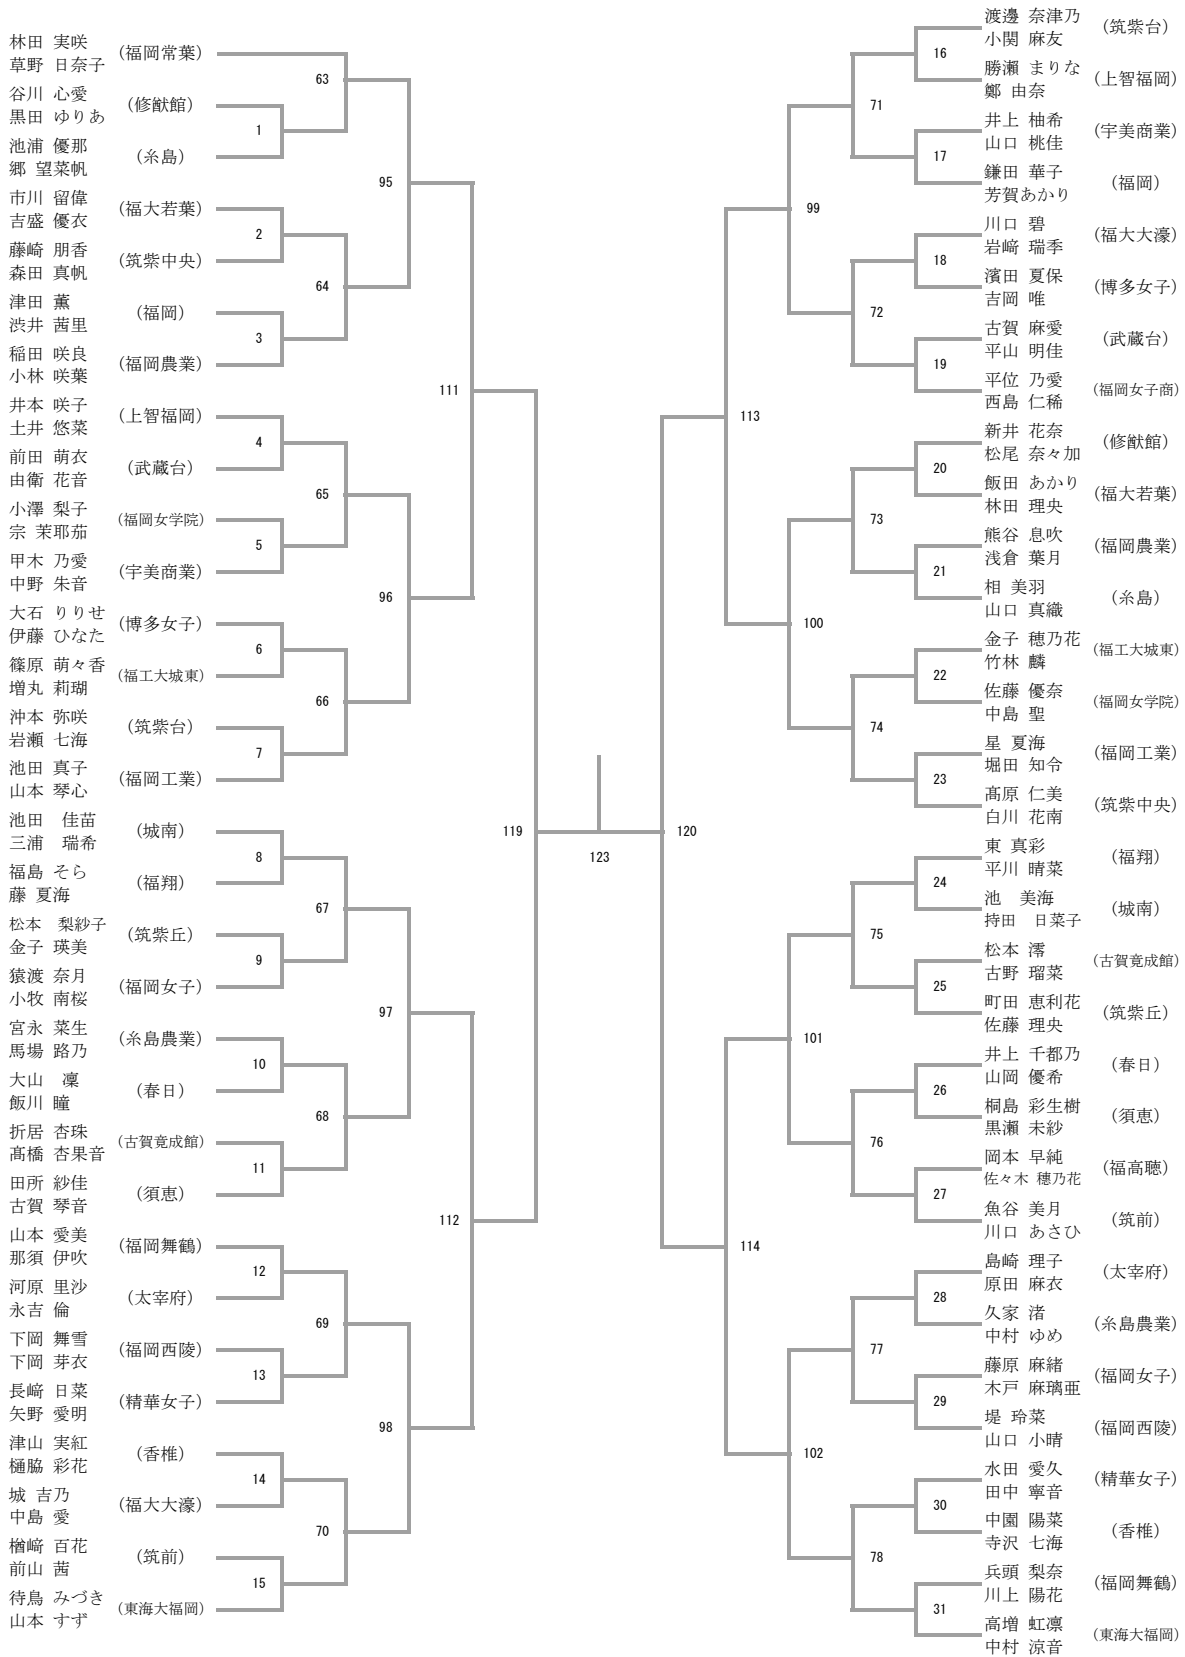 林田 実咲
草野 日奈子
(福岡常葉)
谷川 心愛
黒田 ゆりあ
(修猷館)
池浦 優那
郷 望菜帆
(糸島)
市川 留偉
吉盛 優衣
(福大若葉)
藤崎 朋香
森田 真帆
(筑紫中央)
津田 薫
渋井 茜里
(福岡)
稲田 咲良
小林 咲葉
(福岡農業)
井本 咲子
土井 悠菜
(上智福岡)
前田 萌衣
由衛 花音
(武蔵台)
小澤 梨子
宗 茉耶茄
(福岡女学院)
甲木 乃愛
中野 朱音
(宇美商業)
大石 りりせ
伊藤 ひなた
(博多女子)
篠原 萌々香
増丸 莉瑚
(福工大城東)
沖本 弥咲
岩瀬 七海
(筑紫台)
池田 真子
山本 琴心
(福岡工業)
池田 佳苗
三浦 瑞希
(城南)
福島 そら
藤 夏海
(福翔)
松本 梨紗子
金子 瑛美
(筑紫丘)
猿渡 奈月
小牧 南桜
(福岡女子)
宮永 菜生
馬場 路乃
(糸島農業)
大山 凜
飯川 瞳
(春日)
折居 杏珠
髙橋 杏果音
(古賀竟成館)
田所 紗佳
古賀 琴音
(須恵)
山本 愛美
那須 伊吹
(福岡舞鶴)
河原 里沙
永吉 倫
(太宰府)
下岡 舞雪
下岡 芽衣
(福岡西陵)
長﨑 日菜
矢野 愛明
(精華女子)
津山 実紅
樋脇 彩花
(香椎)
城 吉乃
中島 愛
(福大大濠)
楢﨑 百花
前山 茜
(筑前)
待鳥 みづき
山本 すず
(東海大福岡)
1
2
3
4
5
6
7
8
9
10
11
12
13
14
15
63
64
65
66
67
68
69
70
95
96
97
98
111
112
119
123
120
113
114
99
100
101
102
71
72
73
74
75
76
77
78
16
17
18
19
20
21
22
23
24
25
26
27
28
29
30
31
渡邊 奈津乃
小関 麻友
(筑紫台)
勝瀬 まりな
鄭 由奈
(上智福岡)
井上 柚希
山口 桃佳
(宇美商業)
鎌田 華子
芳賀あかり
(福岡)
川口 碧
岩﨑 瑞季
(福大大濠)
濱田 夏保
吉岡 唯
(博多女子)
古賀 麻愛
平山 明佳
(武蔵台)
平位 乃愛
西島 仁稀
(福岡女子商)
新井 花奈
松尾 奈々加
(修猷館)
飯田 あかり
林田 理央
(福大若葉)
熊谷 息吹
浅倉 葉月
(福岡農業)
相 美羽
山口 真織
(糸島)
金子 穂乃花
竹林 麟
(福工大城東)
佐藤 優奈
中島 聖
(福岡女学院)
星 夏海
堀田 知令
(福岡工業)
髙原 仁美
白川 花南
(筑紫中央)
東 真彩
平川 晴菜
(福翔)
池 美海
持田 日菜子
(城南)
松本 澪
古野 瑠菜
(古賀竟成館)
町田 恵利花
佐藤 理央
(筑紫丘)
井上 千都乃
山岡 優希
(春日)
桐島 彩生樹
黒瀬 未紗
(須恵)
岡本 早純
佐々木 穂乃花
(福高聴)
魚谷 美月
川口 あさひ
(筑前)
島崎 理子
原田 麻衣
(太宰府)
久家 渚
中村 ゆめ
(糸島農業)
藤原 麻緒
木戸 麻璃亜
(福岡女子)
堤 玲菜
山口 小晴
(福岡西陵)
水田 愛久
田中 寧音
(精華女子)
中園 陽菜
寺沢 七海
(香椎)
兵頭 梨奈
川上 陽花
(福岡舞鶴)
高増 虹凛
中村 涼音
(東海大福岡)